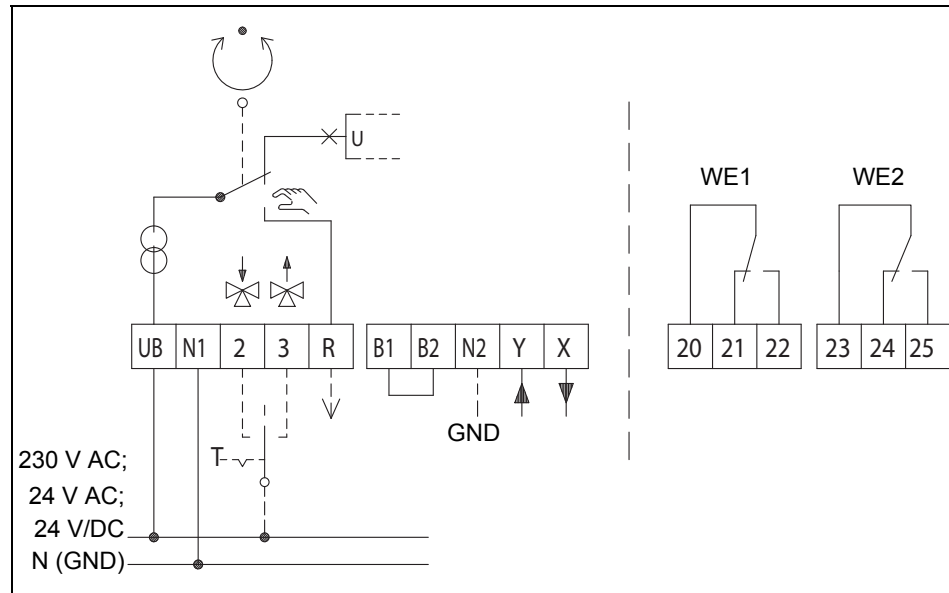 U
WE1 WE2
UB N1 2 3 R B1 B2 N2 Y X 20 21 22 23 24 25
GND
T
230 V AC;
24 V AC;
24 V/DC
N (GND)